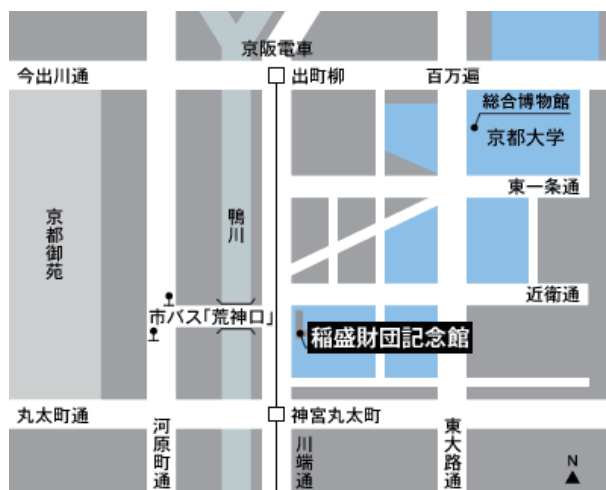 京阪電車
今出川通
出町柳
百万遍
総合博物館
京都大学
東一条通
京都御苑
鴨川
近衛通
市バス「荒神口」
稲盛財団記念館
丸太町通
神宮丸太町
河原町通
川端通
東大路通
N